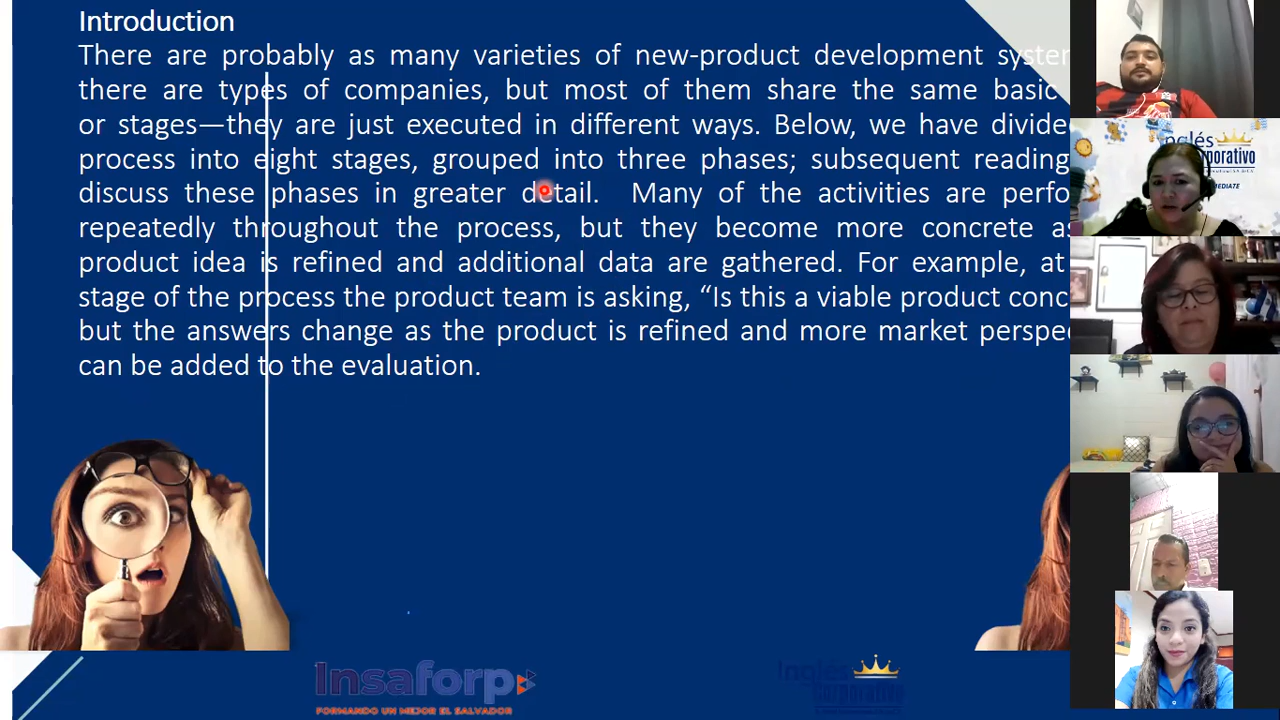 Introduction
There are probably as many varieties of new-product development
there are types of companies, but most of them share the same basic
or stages—they are just executed in different ways. Below, we have
process into eight stages, grouped into three phases; subsequent reading
discuss these phases in greater detail. Many of the activities are
repeatedly throughout the process, but they become more concrete
product idea is refined and additional data are gathered. For example, at
stage of the process the product team is asking, “Is this a viable product
but the answers change as the product is refined and more market
can be added to the evaluation.
Insaforp
FORMANDO UN MEJOR EL SALVADOR
Inglés
Corporativo
Inglés